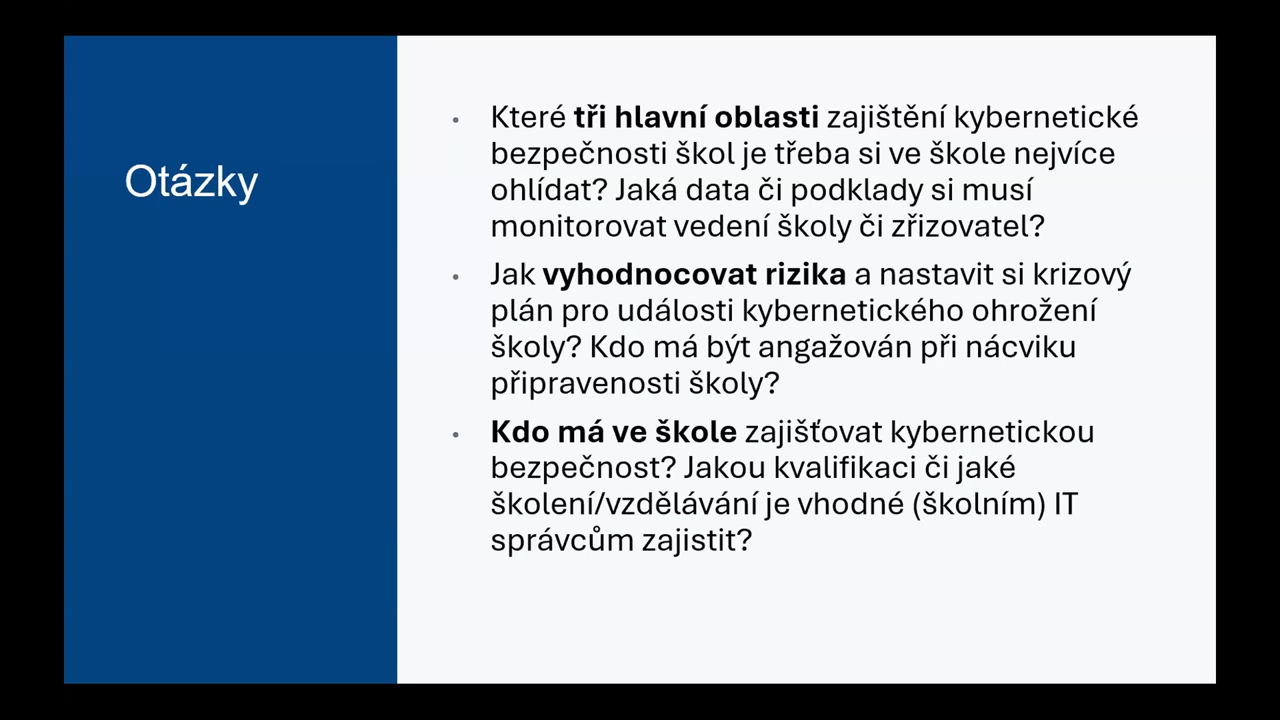 Otázky
• Které tři hlavní oblasti zajištění kybernetické
bezpečnosti škol je třeba si ve škole nejvíce
ohlídat? Jaká data či podklady si musí
monitorovat vedení školy či zřizovatel?
• Jak vyhodnocovat rizika a nastavit si krizový
plán pro události kybernetického ohrožení
školy? Kdo má být angažován při nácviku
připravenosti školy?
• Kdo má ve škole zajišťovat kybernetickou
bezpečnost? Jakou kvalifikaci či jaké
školení/vzdělávání je vhodné (školním) IT
správcům zajistit?